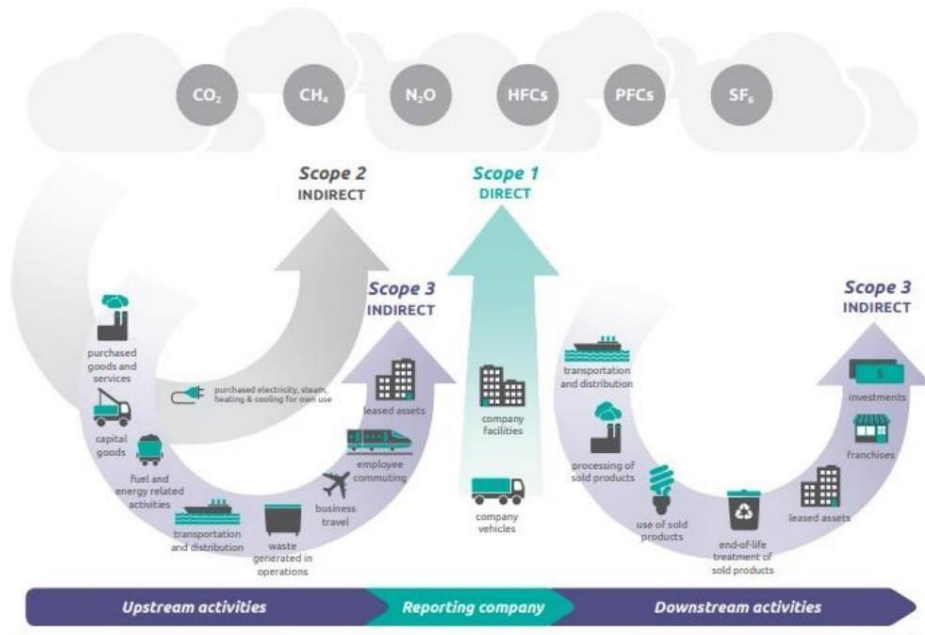 CO₂
CH₄
N₂O
HFCs
PFCs
SF₆
Scope 2
INDIRECT
Scope 1
DIRECT
Scope 3
INDIRECT
Scope 3
INDIRECT
purchased
goods and
services
capital
goods
fuel and
energy related
activities
transportation
and distribution
waste
generated in
operations
business
travel
employee
commuting
leased assets
purchased electricity, steam,
heating & cooling for own use
company
facilities
company
vehicles
transportation
and distribution
processing of
sold products
use of sold
products
end-of-life
treatment of
sold products
leased assets
franchises
$
investments
Upstream activities
Reporting company
Downstream activities